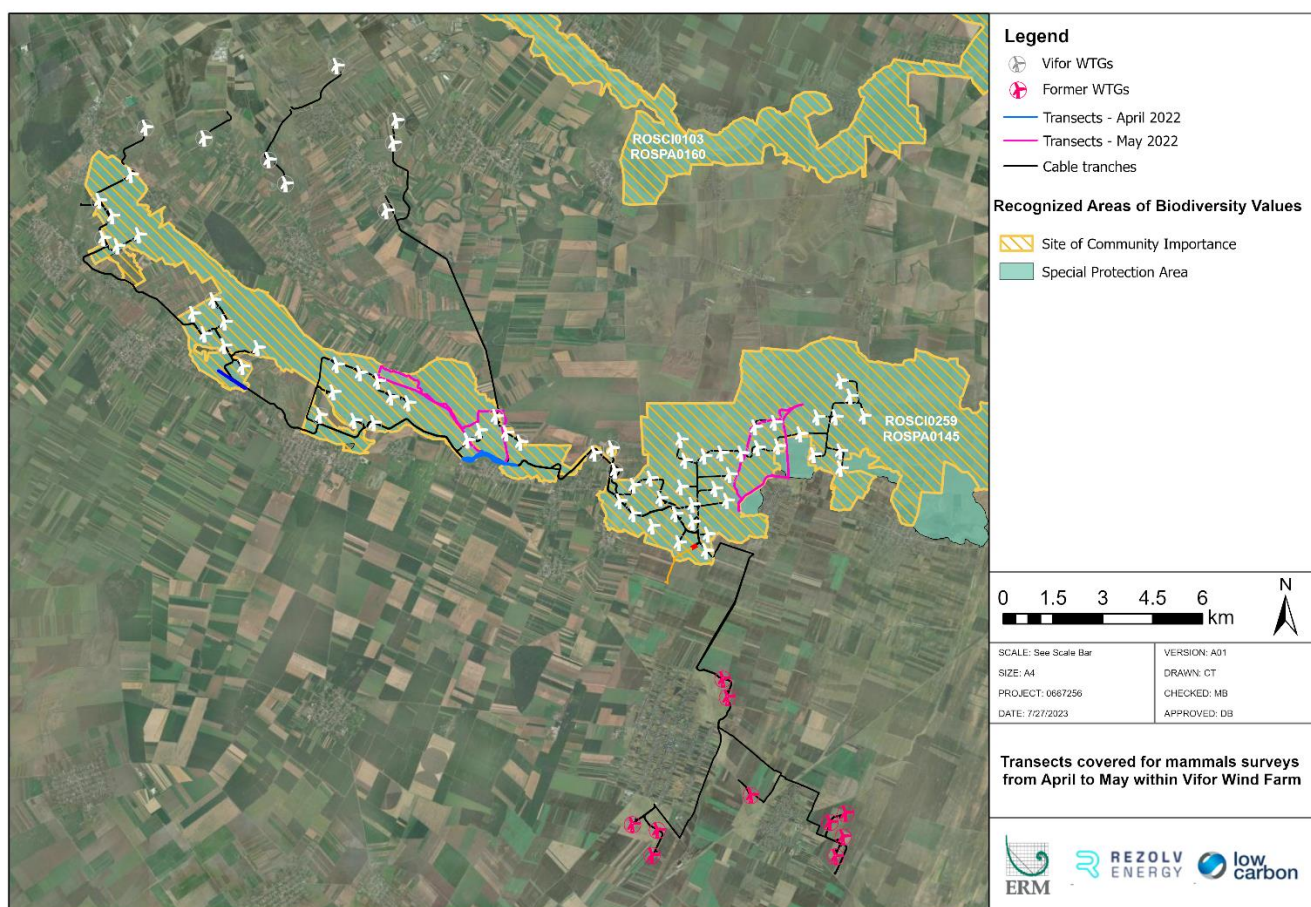 ROSCI0103
ROSPA0160
ROSCI0259
ROSPA0145
Legend
Vifor WTGs
Former WTGs
Transects - April 2022
Transects - May 2022
Cable tranches
Recognized Areas of Biodiversity Values
Site of Community Importance
Special Protection Area
0 1.5 3 4.5 6
km
N
SCALE: See Scale Bar
VERSION: A01
SIZE: A4
DRAWN: CT
PROJECT: 0667256
CHECKED: MB
DATE: 7/27/2023
APPROVED: DB
Transects covered for mammals surveys
from April to May within Vifor Wind Farm
ERM
REZOLV
ENERGY
low
carbon